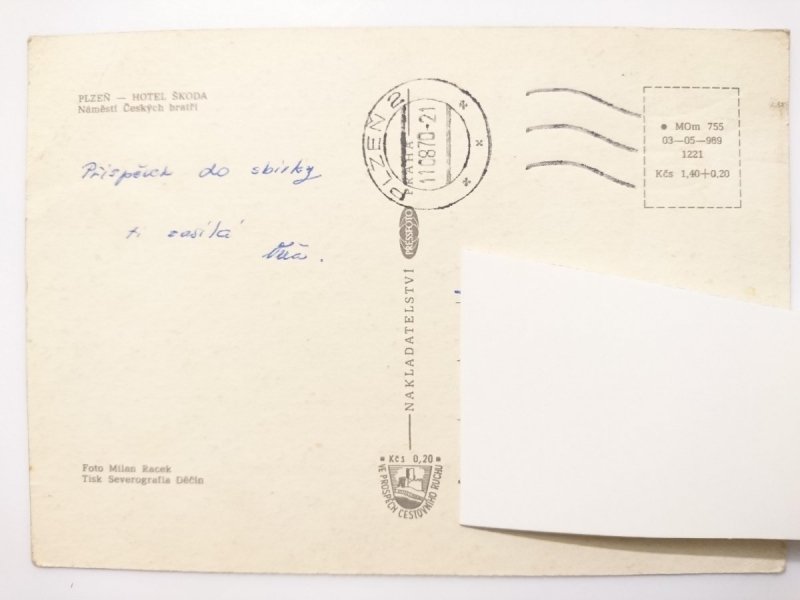 PLZEŇ — HOTEL ŠKODA
Náměstí Českých bratří
Příspěvek do sbírky
ti zasílá
PLZEŇ 2
11.0870-21
NAKLADATELSTVÍ PRESSFOTO PRAHA
● MOm 755
03—05—989
1221
Kčs 1,40+0,20
Foto Milan Racek
Tisk Severografia Děčín
Kčs 0,20
VE PROSPĚCH CESTOVNÍHO RUCHU